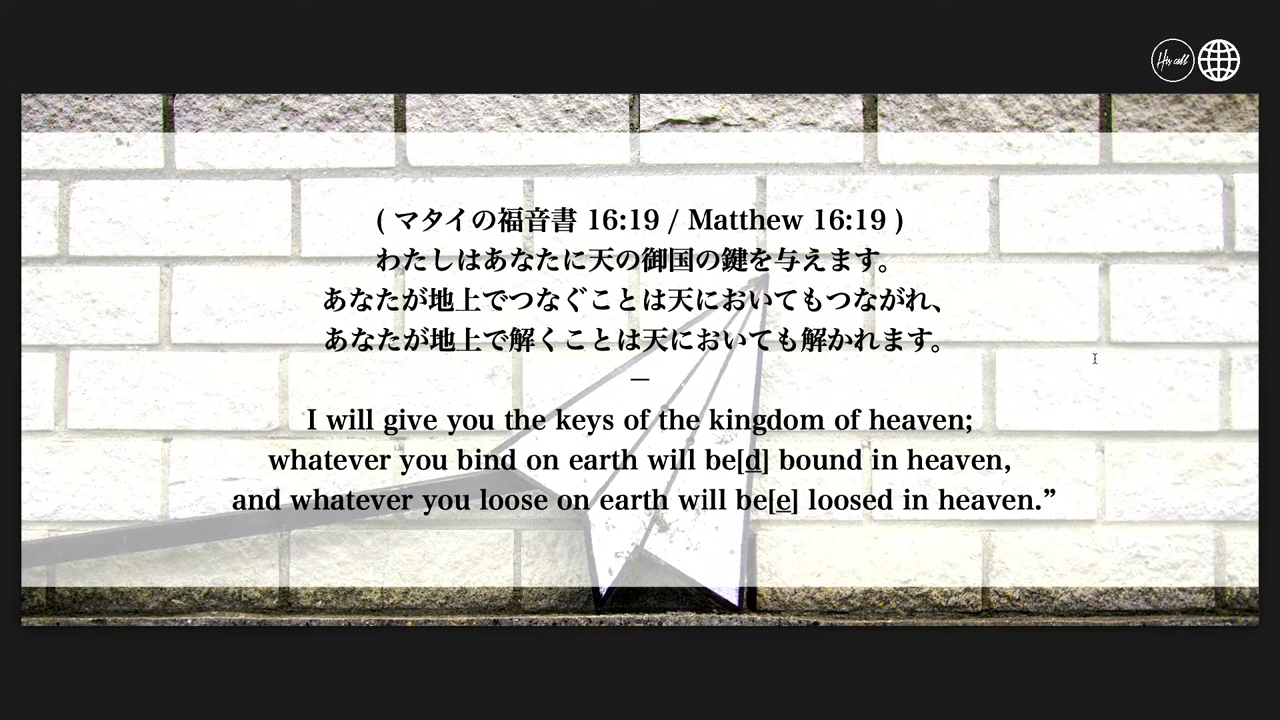 His call
( マタイの福音書 16:19 / Matthew 16:19 )
わたしはあなたに天の御国の鍵を与えます。
あなたが地上でつなぐことは天においてもつながれ、
あなたが地上で解くことは天においても解かれます。
—
I will give you the keys of the kingdom of heaven;
whatever you bind on earth will be[d] bound in heaven,
and whatever you loose on earth will be[e] loosed in heaven.”